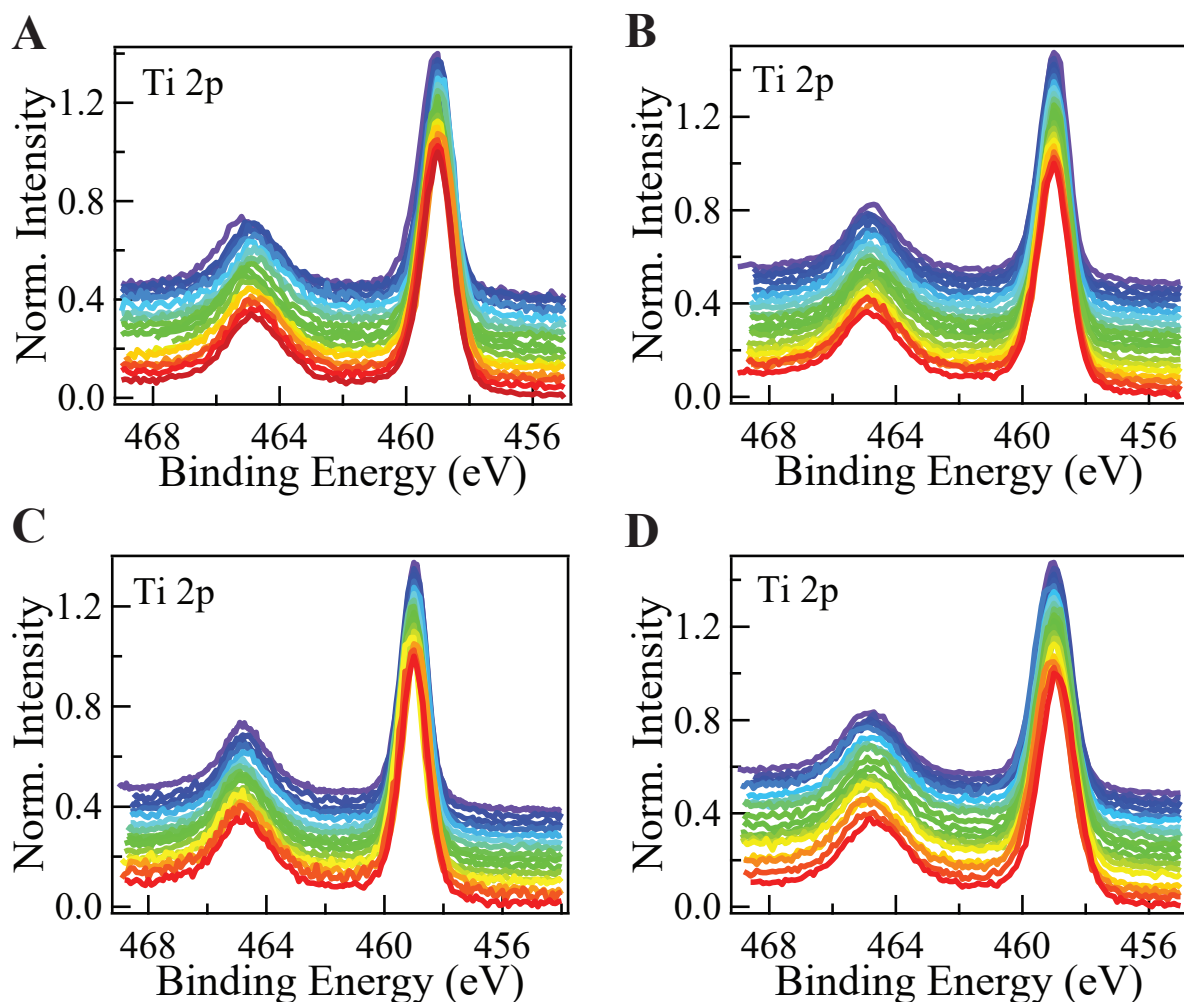 A
Ti 2p
Norm. Intensity
1.2
0.8
0.4
0.0
468 464 460 456
Binding Energy (eV)
B
Ti 2p
Norm. Intensity
1.2
0.8
0.4
0.0
468 464 460 456
Binding Energy (eV)
C
Ti 2p
Norm. Intensity
1.2
0.8
0.4
0.0
468 464 460 456
Binding Energy (eV)
D
Ti 2p
Norm. Intensity
1.2
0.8
0.4
0.0
468 464 460 456
Binding Energy (eV)